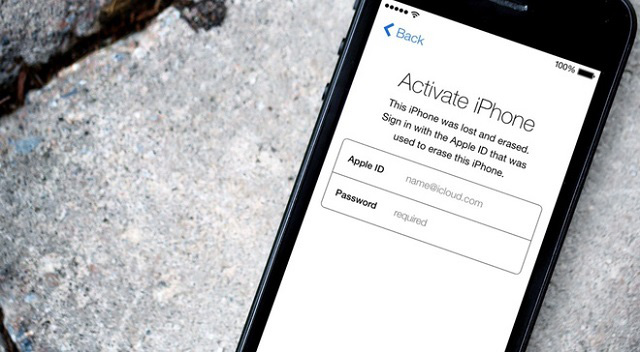 Back
100%
Activate iPhone
This iPhone was lost and erased.
Sign in with the Apple ID that was
used to erase this iPhone.
Apple ID name@icloud.com
Password required